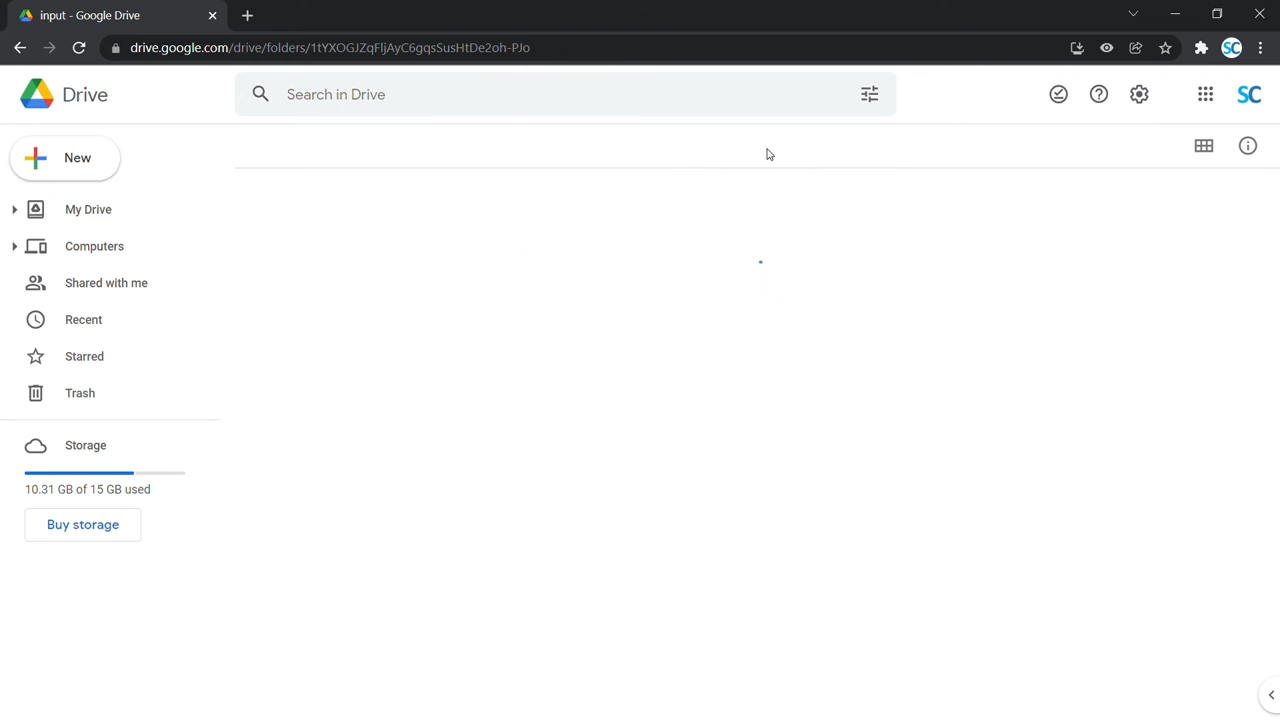 input - Google Drive
drive.google.com/drive/folders/1tYXOGJZqFljAyC6gqsSusHtDe2oh-PJo
SC
Drive
Search in Drive
SC
New
My Drive
Computers
Shared with me
Recent
Starred
Trash
Storage
10.31 GB of 15 GB used
Buy storage